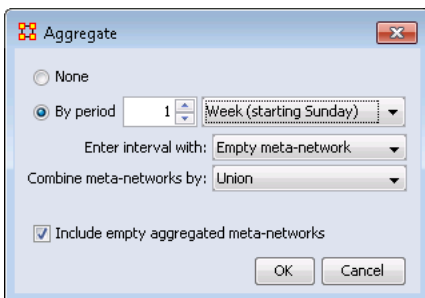 Aggregate
None
By period 1 Week (starting Sunday)
Enter interval with: Empty meta-network
Combine meta-networks by: Union
Include empty aggregated meta-networks
OK Cancel